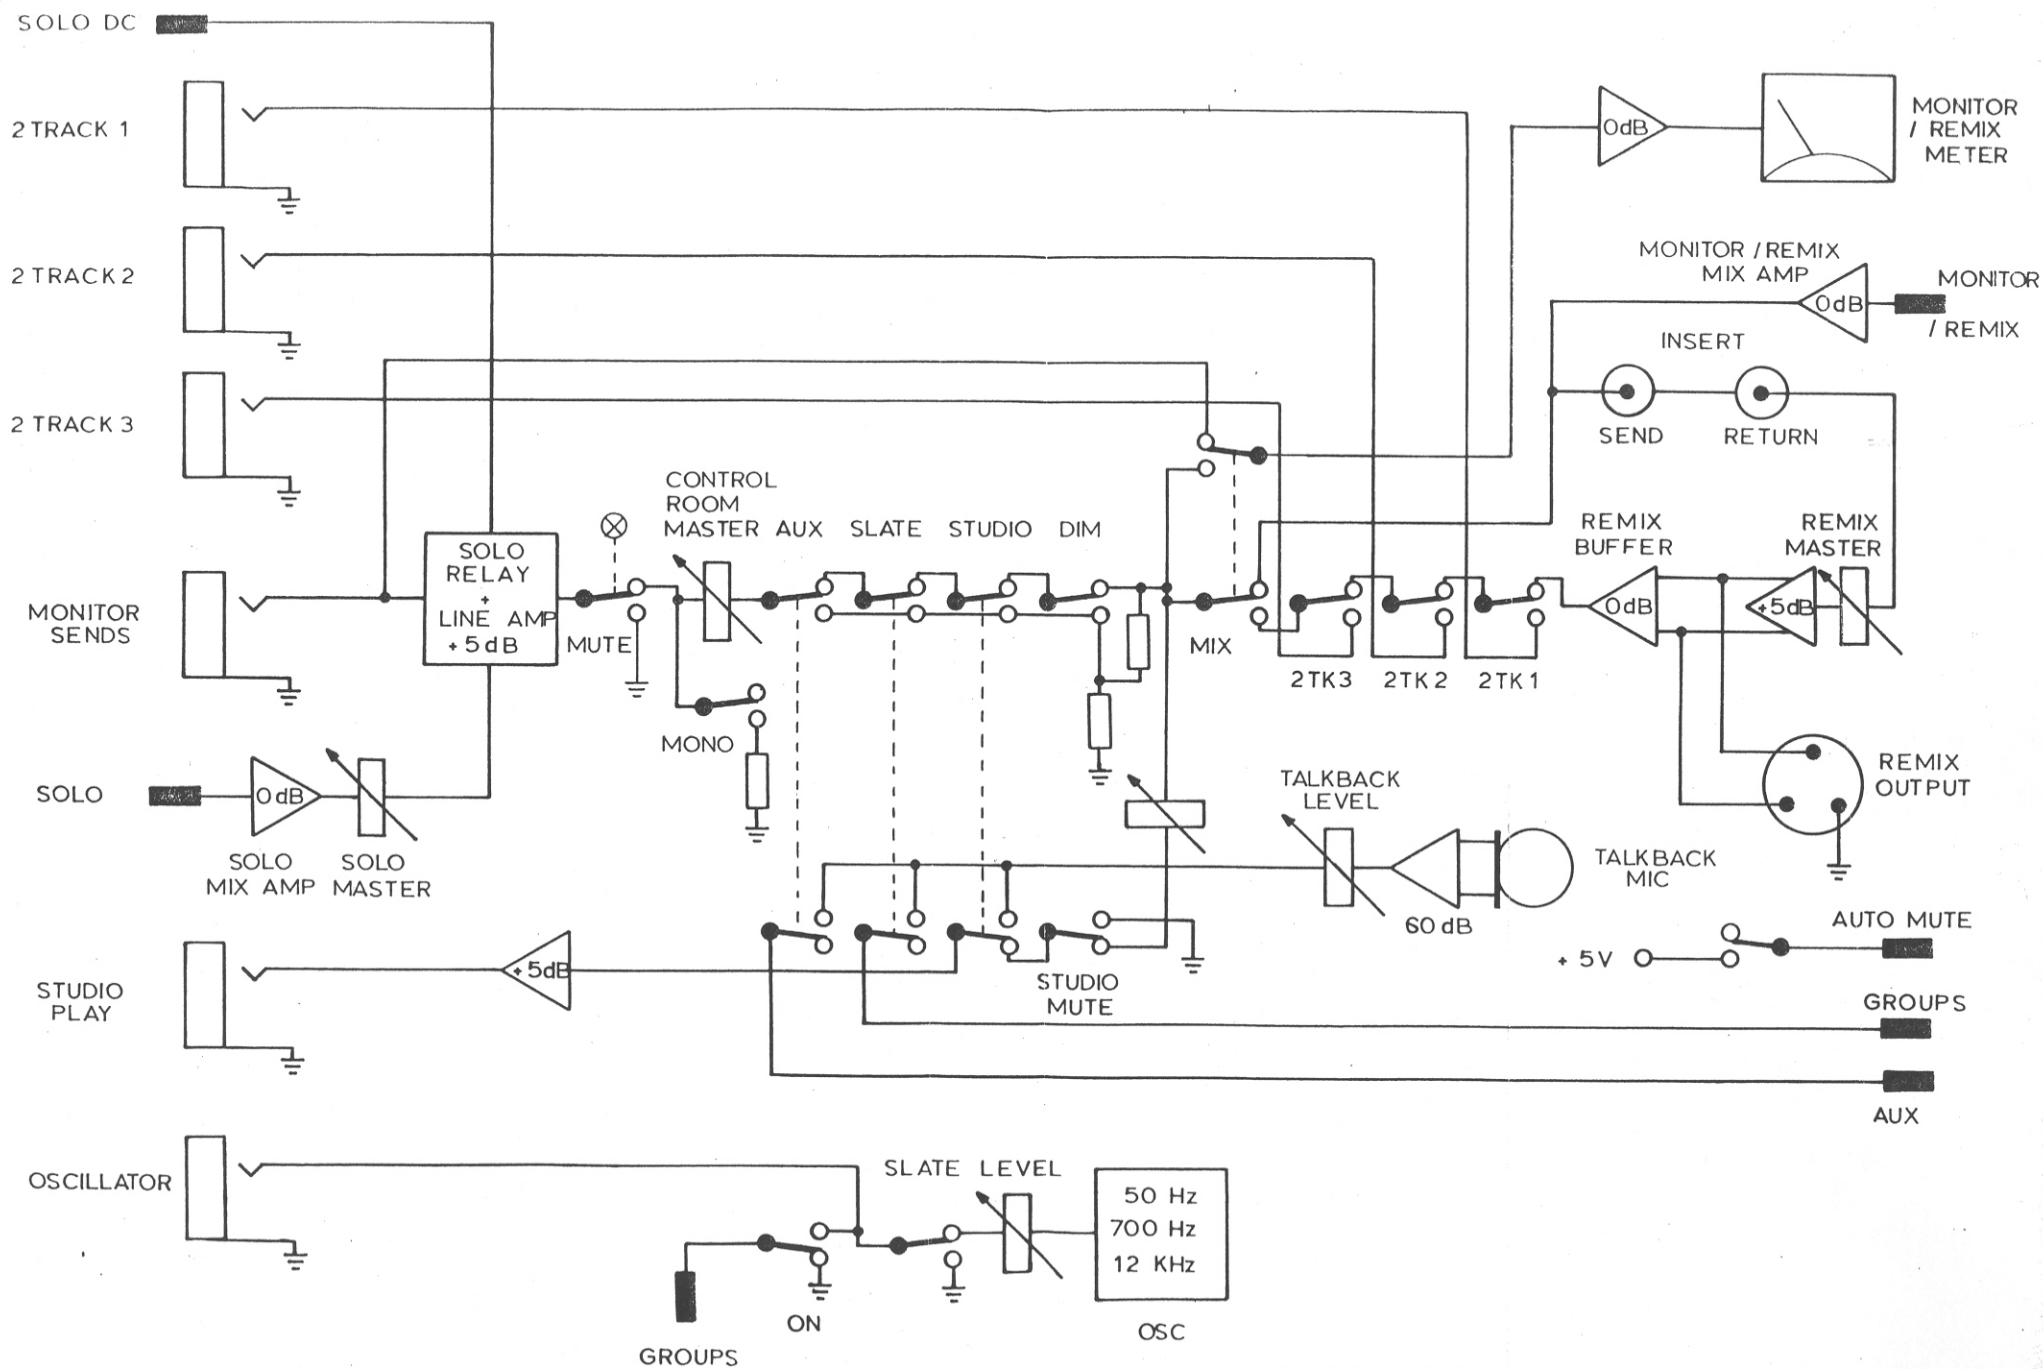 SOLO DC
2 TRACK 1
2 TRACK 2
2 TRACK 3
MONITOR
SENDS
SOLO
RELAY
+
LINE AMP
+5dB
MUTE
CONTROL
ROOM
MASTER
AUX
SLATE
STUDIO
DIM
MONO
SOLO
0dB
SOLO
MIX AMP
SOLO
MASTER
STUDIO
PLAY
+5dB
STUDIO
MUTE
OSCILLATOR
GROUPS
ON
SLATE LEVEL
50 Hz
700 Hz
12 KHz
OSC
0dB
MONITOR
/ REMIX
METER
MONITOR / REMIX
MIX AMP
0dB
MONITOR
/ REMIX
INSERT
SEND
RETURN
MIX
2TK3
2TK2
2TK1
REMIX
BUFFER
0dB
REMIX
MASTER
+5dB
REMIX
OUTPUT
TALKBACK
LEVEL
60 dB
TALKBACK
MIC
+ 5V
AUTO MUTE
GROUPS
AUX